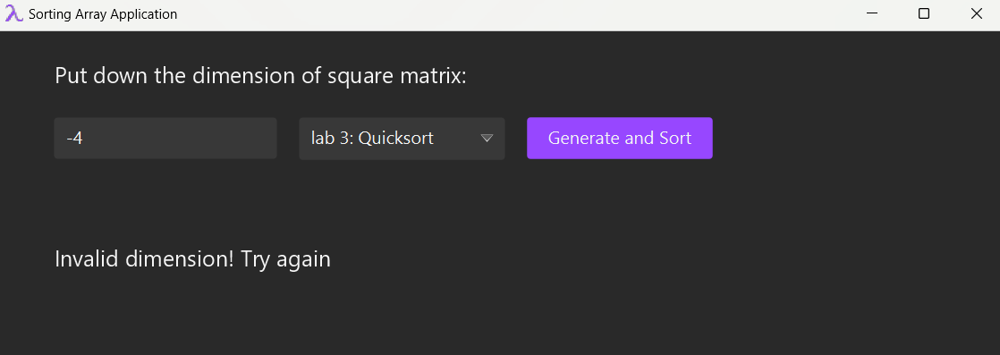 λ Sorting Array Application
Put down the dimension of square matrix:
-4
lab 3: Quicksort
Generate and Sort
Invalid dimension! Try again